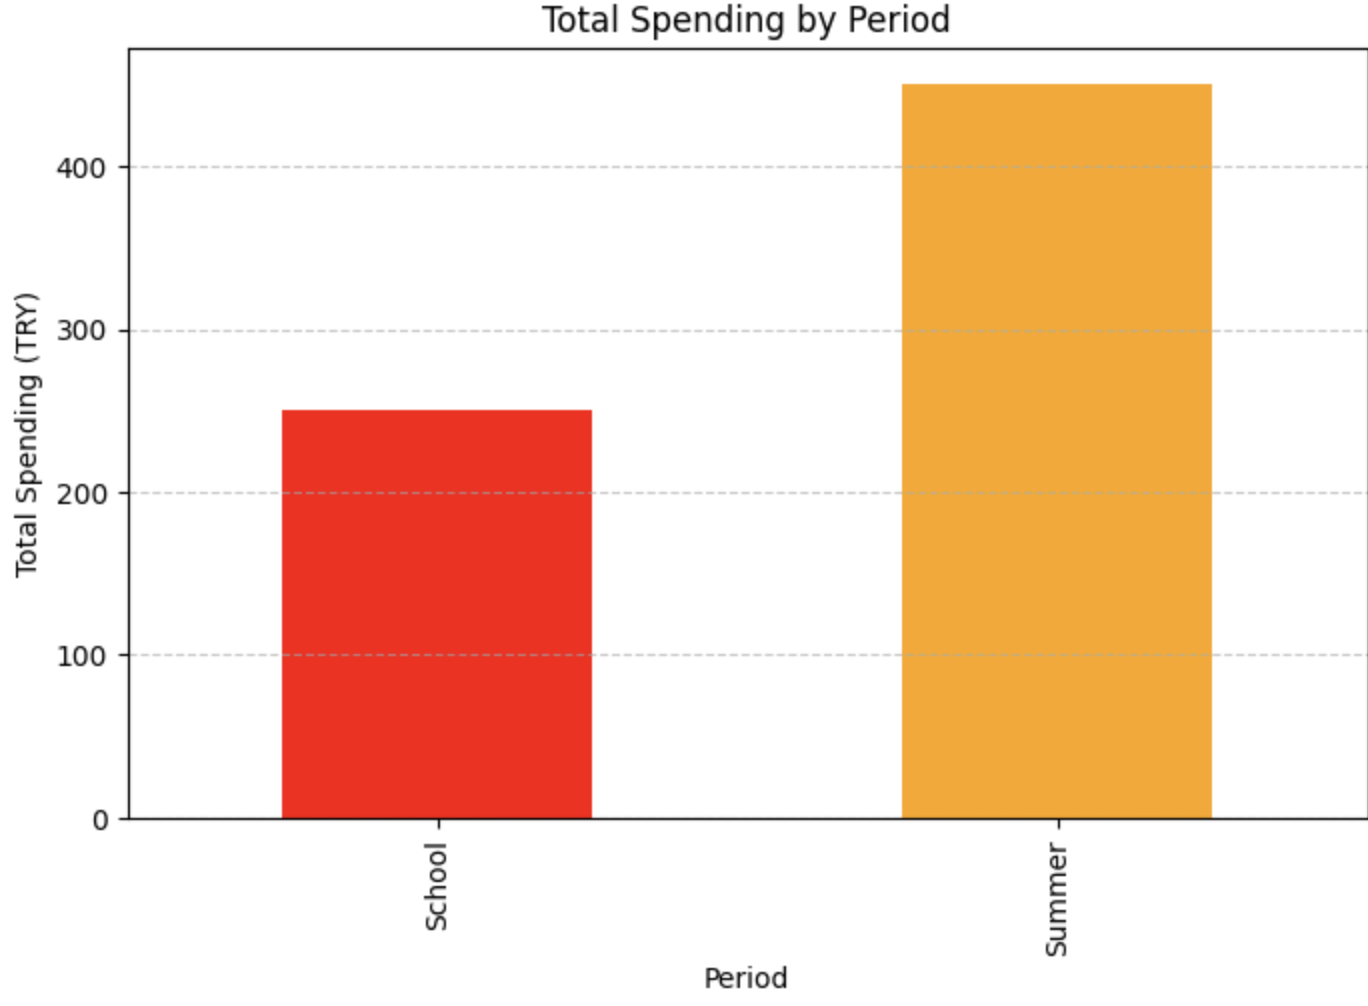 Total Spending by Period
Total Spending (TRY)
400
300
200
100
0
School
Summer
Period